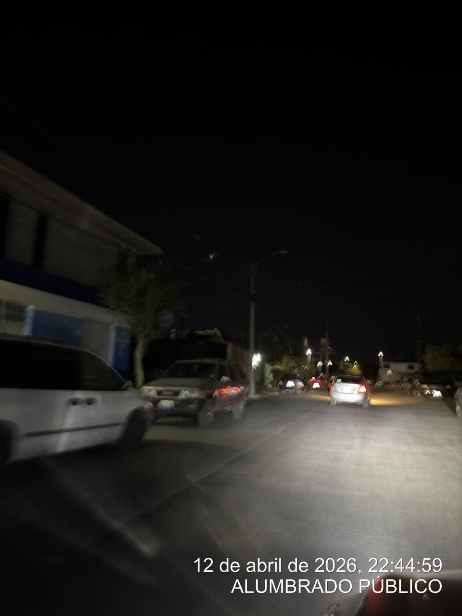 12 de abril de 2026, 22:44:59
ALUMBRADO PÚBLICO